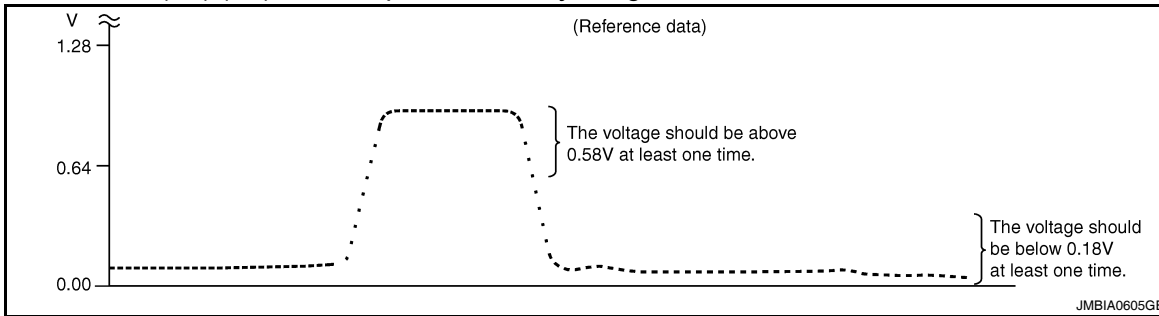 V
(Reference data)
1.28
The voltage should be above
0.58V at least one time.
0.64
The voltage should
be below 0.18V
at least one time.
0.00
JMBIA0605GB